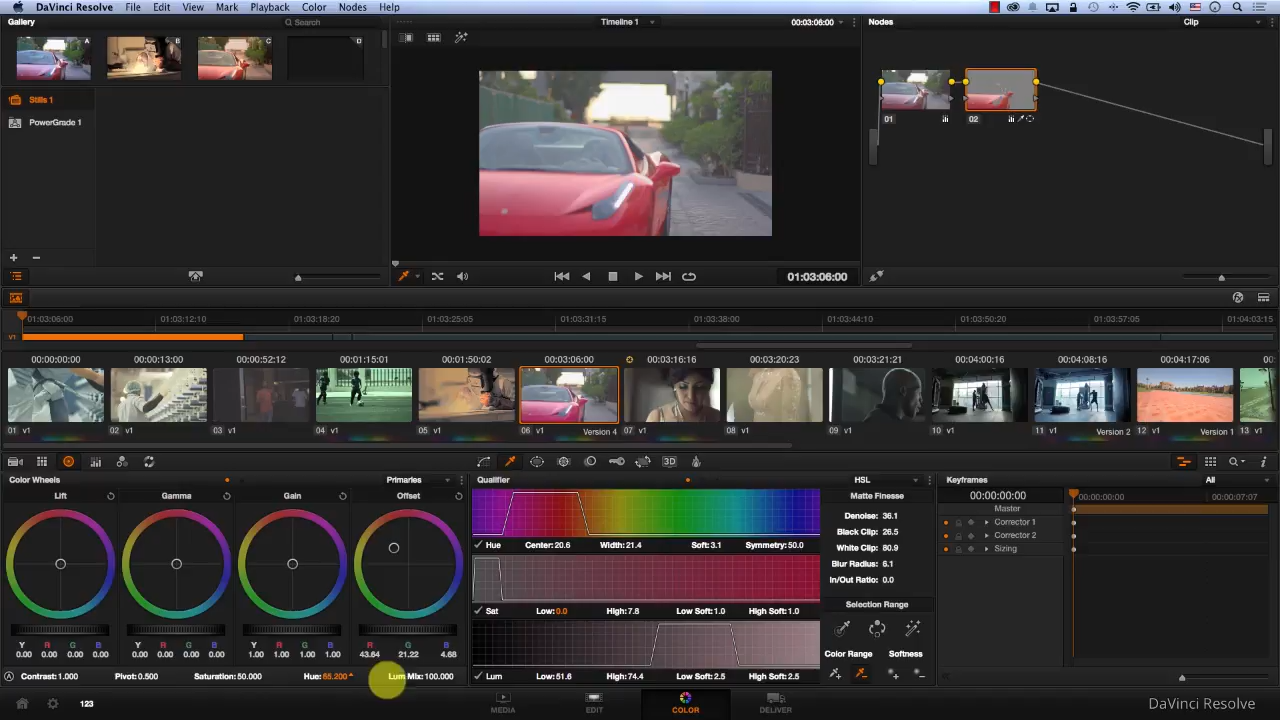 DaVinci Resolve File Edit View Mark Playback Color Nodes Help
Gallery Search Timeline 1 01:03:06:00 Nodes Clip
A B C D
Stills 1
PowerGrade 1
01 02
01:03:06:00
01:03:06:00 01:03:12:10 01:03:18:20 01:03:25:05 01:03:31:15 01:03:38:00 01:03:44:10 01:03:50:20 01:03:57:05 01:04:03:15
V1
00:00:00:00 00:00:13:00 00:00:52:12 00:01:15:01 00:01:50:02 00:03:06:00 00:03:16:16 00:03:20:23 00:03:21:21 00:04:00:16 00:04:08:16 00:04:17:06
01 V1 02 V1 03 V1 04 V1 05 V1 06 V1 Version 4 07 V1 08 V1 09 V1 10 V1 11 V1 Version 2 12 V1 Version 1 13 V
3D
Color Wheels Primaries Qualifier HSL Keyframes All
Lift Gamma Gain Offset Matte Finesse 00:00:00:00 00:00:00:00 00:00:07:07
Master
Denoise: 36.1 Corrector 1
Black Clip: 26.5 Corrector 2
Hue Center: 20.6 Width: 21.4 Soft: 3.1 Symmetry: 50.0 White Clip: 80.9 Sizing
Blur Radius: 6.1
In/Out Ratio: 0.0
Sat Low: 0.0 High: 7.8 Low Soft: 1.0 High Soft: 1.0 Selection Range
Y R G B Y R G B Y R G B R G B
0.00 0.00 0.00 0.00 1.00 1.00 1.00 1.00 43.64 21.22 4.68 Color Range Softness
A Contrast: 1.000 Pivot: 0.500 Saturation: 50.000 Hue: 65.200 Lum Mix: 100.000 Lum Low: 51.6 High: 74.4 Low Soft: 2.5 High Soft: 2.5
123 MEDIA EDIT COLOR DELIVER DaVinci Resolve